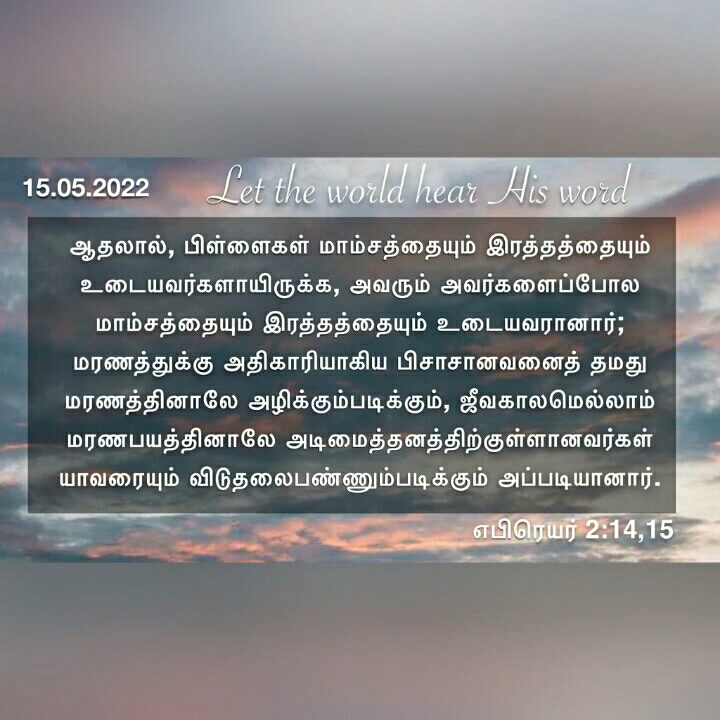 15.05.2022
Let the world hear His word
ஆதலால், பிள்ளைகள் மாம்சத்தையும் இரத்தத்தையும்
உடையவர்களாயிருக்க, அவரும் அவர்களைப்போல
மாம்சத்தையும் இரத்தத்தையும் உடையவரானார்;
மரணத்துக்கு அதிகாரியாகிய பிசாசானவனைத் தமது
மரணத்தினாலே அழிக்கும்படிக்கும், ஜீவகாலமெல்லாம்
மரணபயத்தினாலே அடிமைத்தனத்திற்குள்ளானவர்கள்
யாவரையும் விடுதலைபண்ணும்படிக்கும் அப்படியானார்.
எபிரெயர் 2:14,15